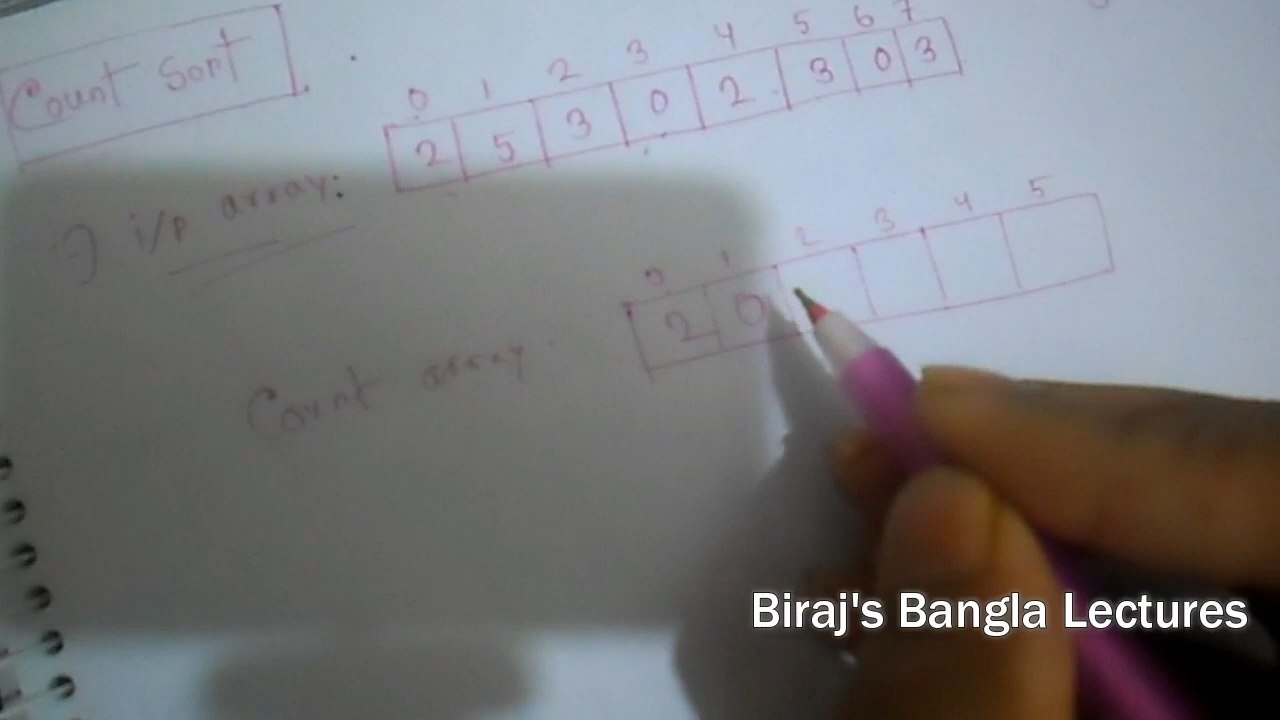 Count Sort
0 1 2 3 4 5 6 7
2 5 3 0 2 3 0 3
i/p array:
0 1 2 3 4 5
2 0
Count array
Biraj's Bangla Lectures